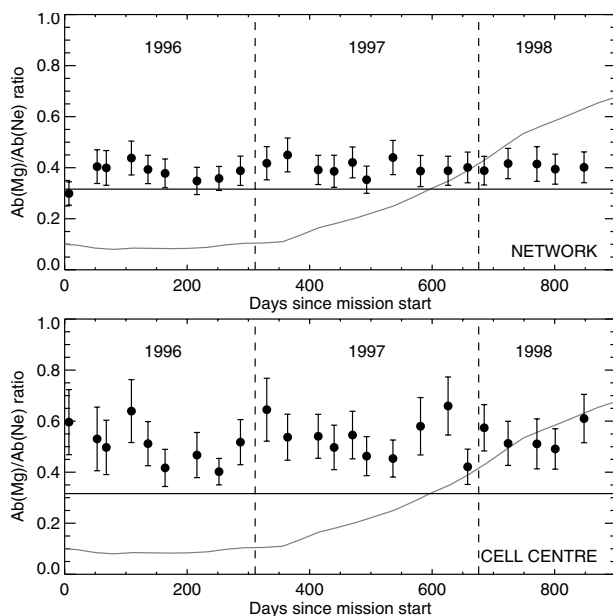 1.0
1996 1997 1998
0.8
0.6
0.4
0.2
0.0
Ab(Mg)/Ab(Ne) ratio
NETWORK
0 200 400 600 800
Days since mission start
1.0
1996 1997 1998
0.8
0.6
0.4
0.2
0.0
Ab(Mg)/Ab(Ne) ratio
CELL CENTRE
0 200 400 600 800
Days since mission start